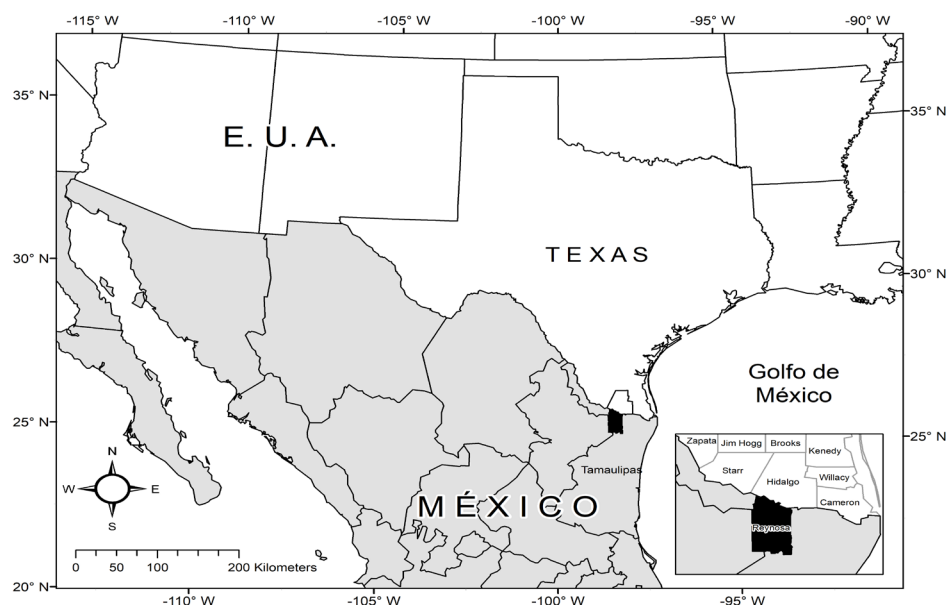 -115° W -110° W -105° W -100° W -95° W -90° W
35° N
35° N
E. U. A.
TEXAS
30° N
30° N
Golfo de
México
25° N
25° N
Tamaulipas
MÉXICO
N
W E
S
0 50 100 200 Kilometers
Zapata Jim Hogg Brooks Kenedy
Starr Hidalgo Willacy
Cameron
Reynosa
20° N
20° N
-110° W -105° W -100° W -95° W